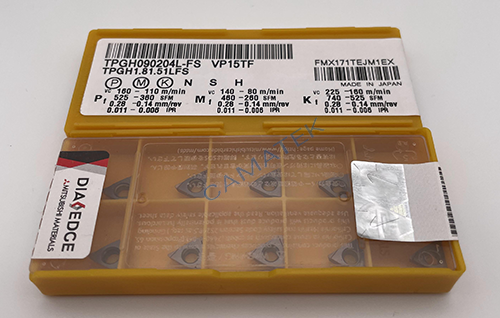 TPGH090204L-FS VP15TF
TPGH1.81.51LFS
FMX171TEJM1EX
MADE IN JAPAN
P M K N S H
P vc 160 - 110 m/min
525 - 360 SFM
f 0.28 - 0.14 mm/rev
0.011 - 0.006 IPR
M vc 140 - 80 m/min
460 - 260 SFM
f 0.28 - 0.14 mm/rev
0.011 - 0.006 IPR
K vc 225 - 160 m/min
740 - 525 SFM
f 0.28 - 0.14 mm/rev
0.011 - 0.006 IPR
DIAEDGE
MITSUBISHI MATERIALS
CAMATEK